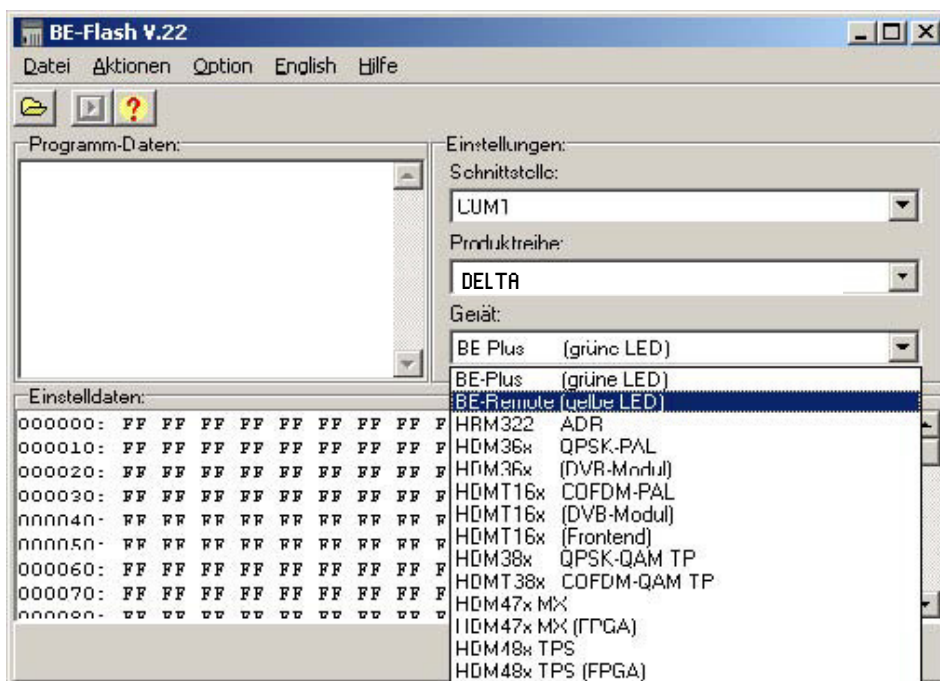 BE-Flash V.22
Datei Aktionen Option English Hilfe
Programm-Daten:
Einstellungen:
Schnittstelle:
COM1
Produktreihe:
DELTA
Gerät:
BE Plus (grüne LED)
BE-Plus (grüne LED)
BE-Remote (gelbe LED)
HRM322 ADR
HDM36x QPSK-PAL
HDM36x (DVB-Modul)
HDMT16x COFDM-PAL
HDMT16x (DVB-Modul)
HDMT16x (Frontend)
HDM38x QPSK-QAM TP
HDMT38x COFDM-QAM TP
HDM47x MX
HDM47x MX (FPGA)
HDM48x TPS
HDM48x TPS (FPGA)
Einstelldaten:
000000: FF FF FF FF FF FF FF FF F
000010: FF FF FF FF FF FF FF FF F
000020: FF FF FF FF FF FF FF FF F
000030: FF FF FF FF FF FF FF FF F
000040: FF FF FF FF FF FF FF FF F
000050: FF FF FF FF FF FF FF FF F
000060: FF FF FF FF FF FF FF FF F
000070: FF FF FF FF FF FF FF FF F